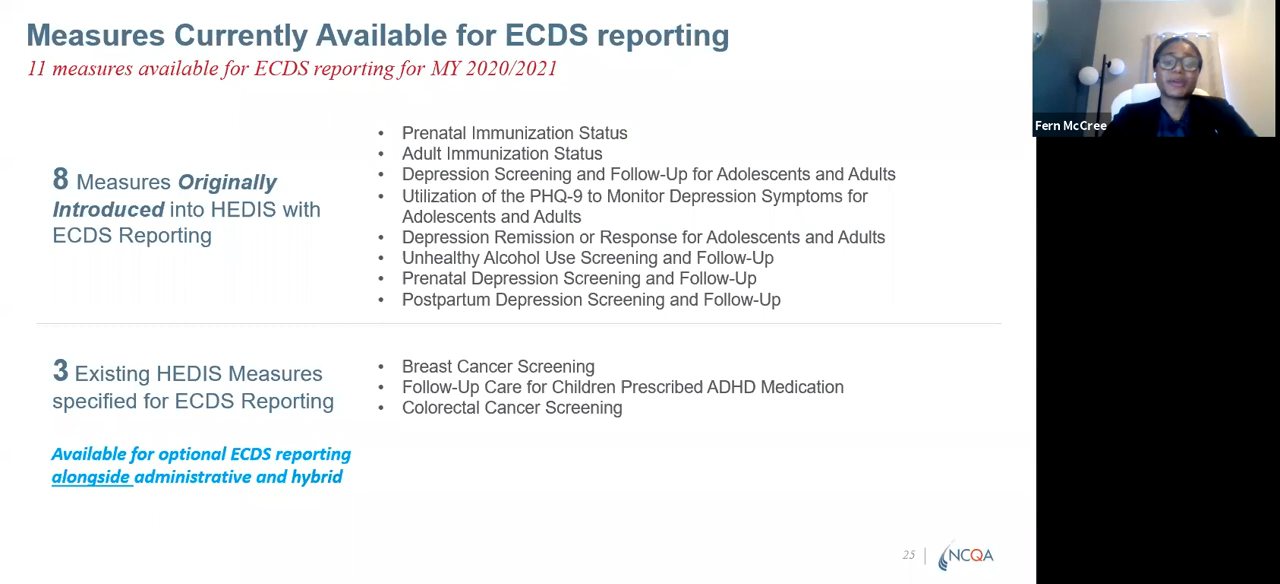 Measures Currently Available for ECDS reporting
11 measures available for ECDS reporting for MY 2020/2021
8 Measures Originally
Introduced into HEDIS with
ECDS Reporting
• Prenatal Immunization Status
• Adult Immunization Status
• Depression Screening and Follow-Up for Adolescents and Adults
• Utilization of the PHQ-9 to Monitor Depression Symptoms for
Adolescents and Adults
• Depression Remission or Response for Adolescents and Adults
• Unhealthy Alcohol Use Screening and Follow-Up
• Prenatal Depression Screening and Follow-Up
• Postpartum Depression Screening and Follow-Up
3 Existing HEDIS Measures
specified for ECDS Reporting
Available for optional ECDS reporting
alongside administrative and hybrid
• Breast Cancer Screening
• Follow-Up Care for Children Prescribed ADHD Medication
• Colorectal Cancer Screening
25 | NCQA
Fern McCree